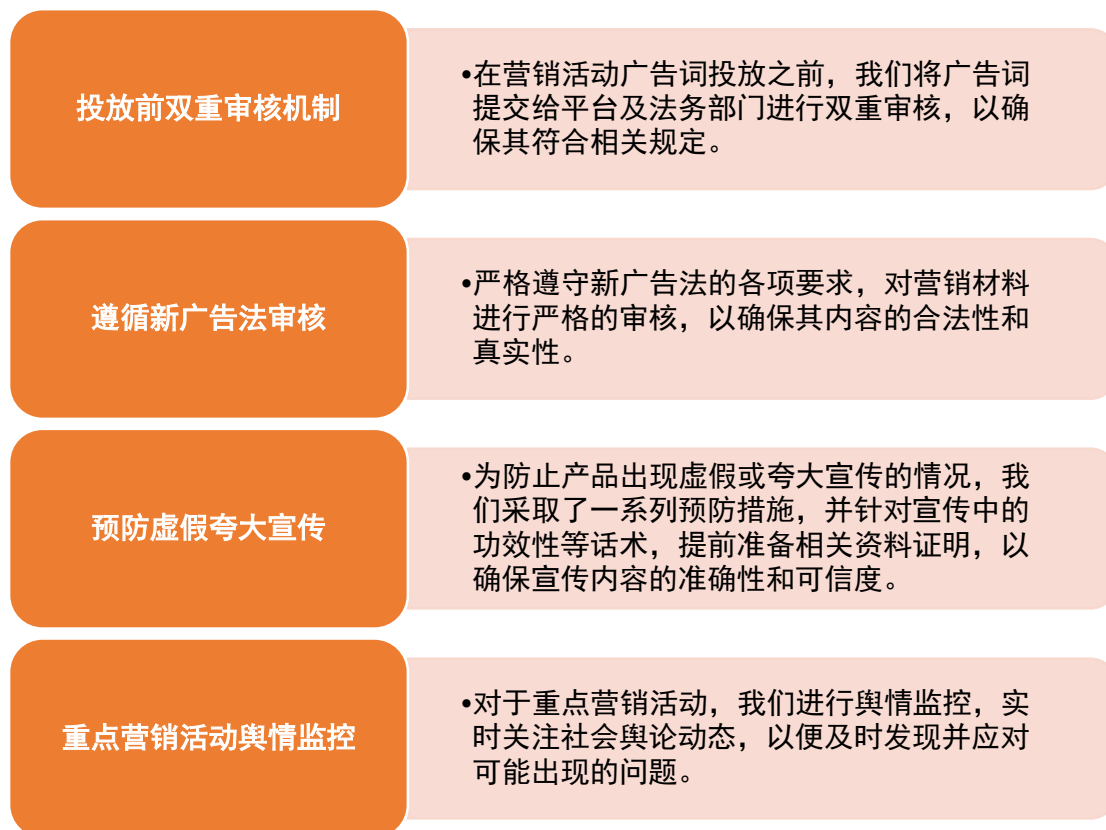 投放前双重审核机制
•在营销活动广告词投放之前，我们将广告词
提交给平台及法务部门进行双重审核，以确
保其符合相关规定。
遵循新广告法审核
•严格遵守新广告法的各项要求，对营销材料
进行严格的审核，以确保其内容的合法性和
真实性。
预防虚假夸大宣传
•为防止产品出现虚假或夸大宣传的情况，我
们采取了一系列预防措施，并针对宣传中的
功效性等话术，提前准备相关资料证明，以
确保宣传内容的准确性和可信度。
重点营销活动舆情监控
•对于重点营销活动，我们进行舆情监控，实
时关注社会舆论动态，以便及时发现并应对
可能出现的问题。